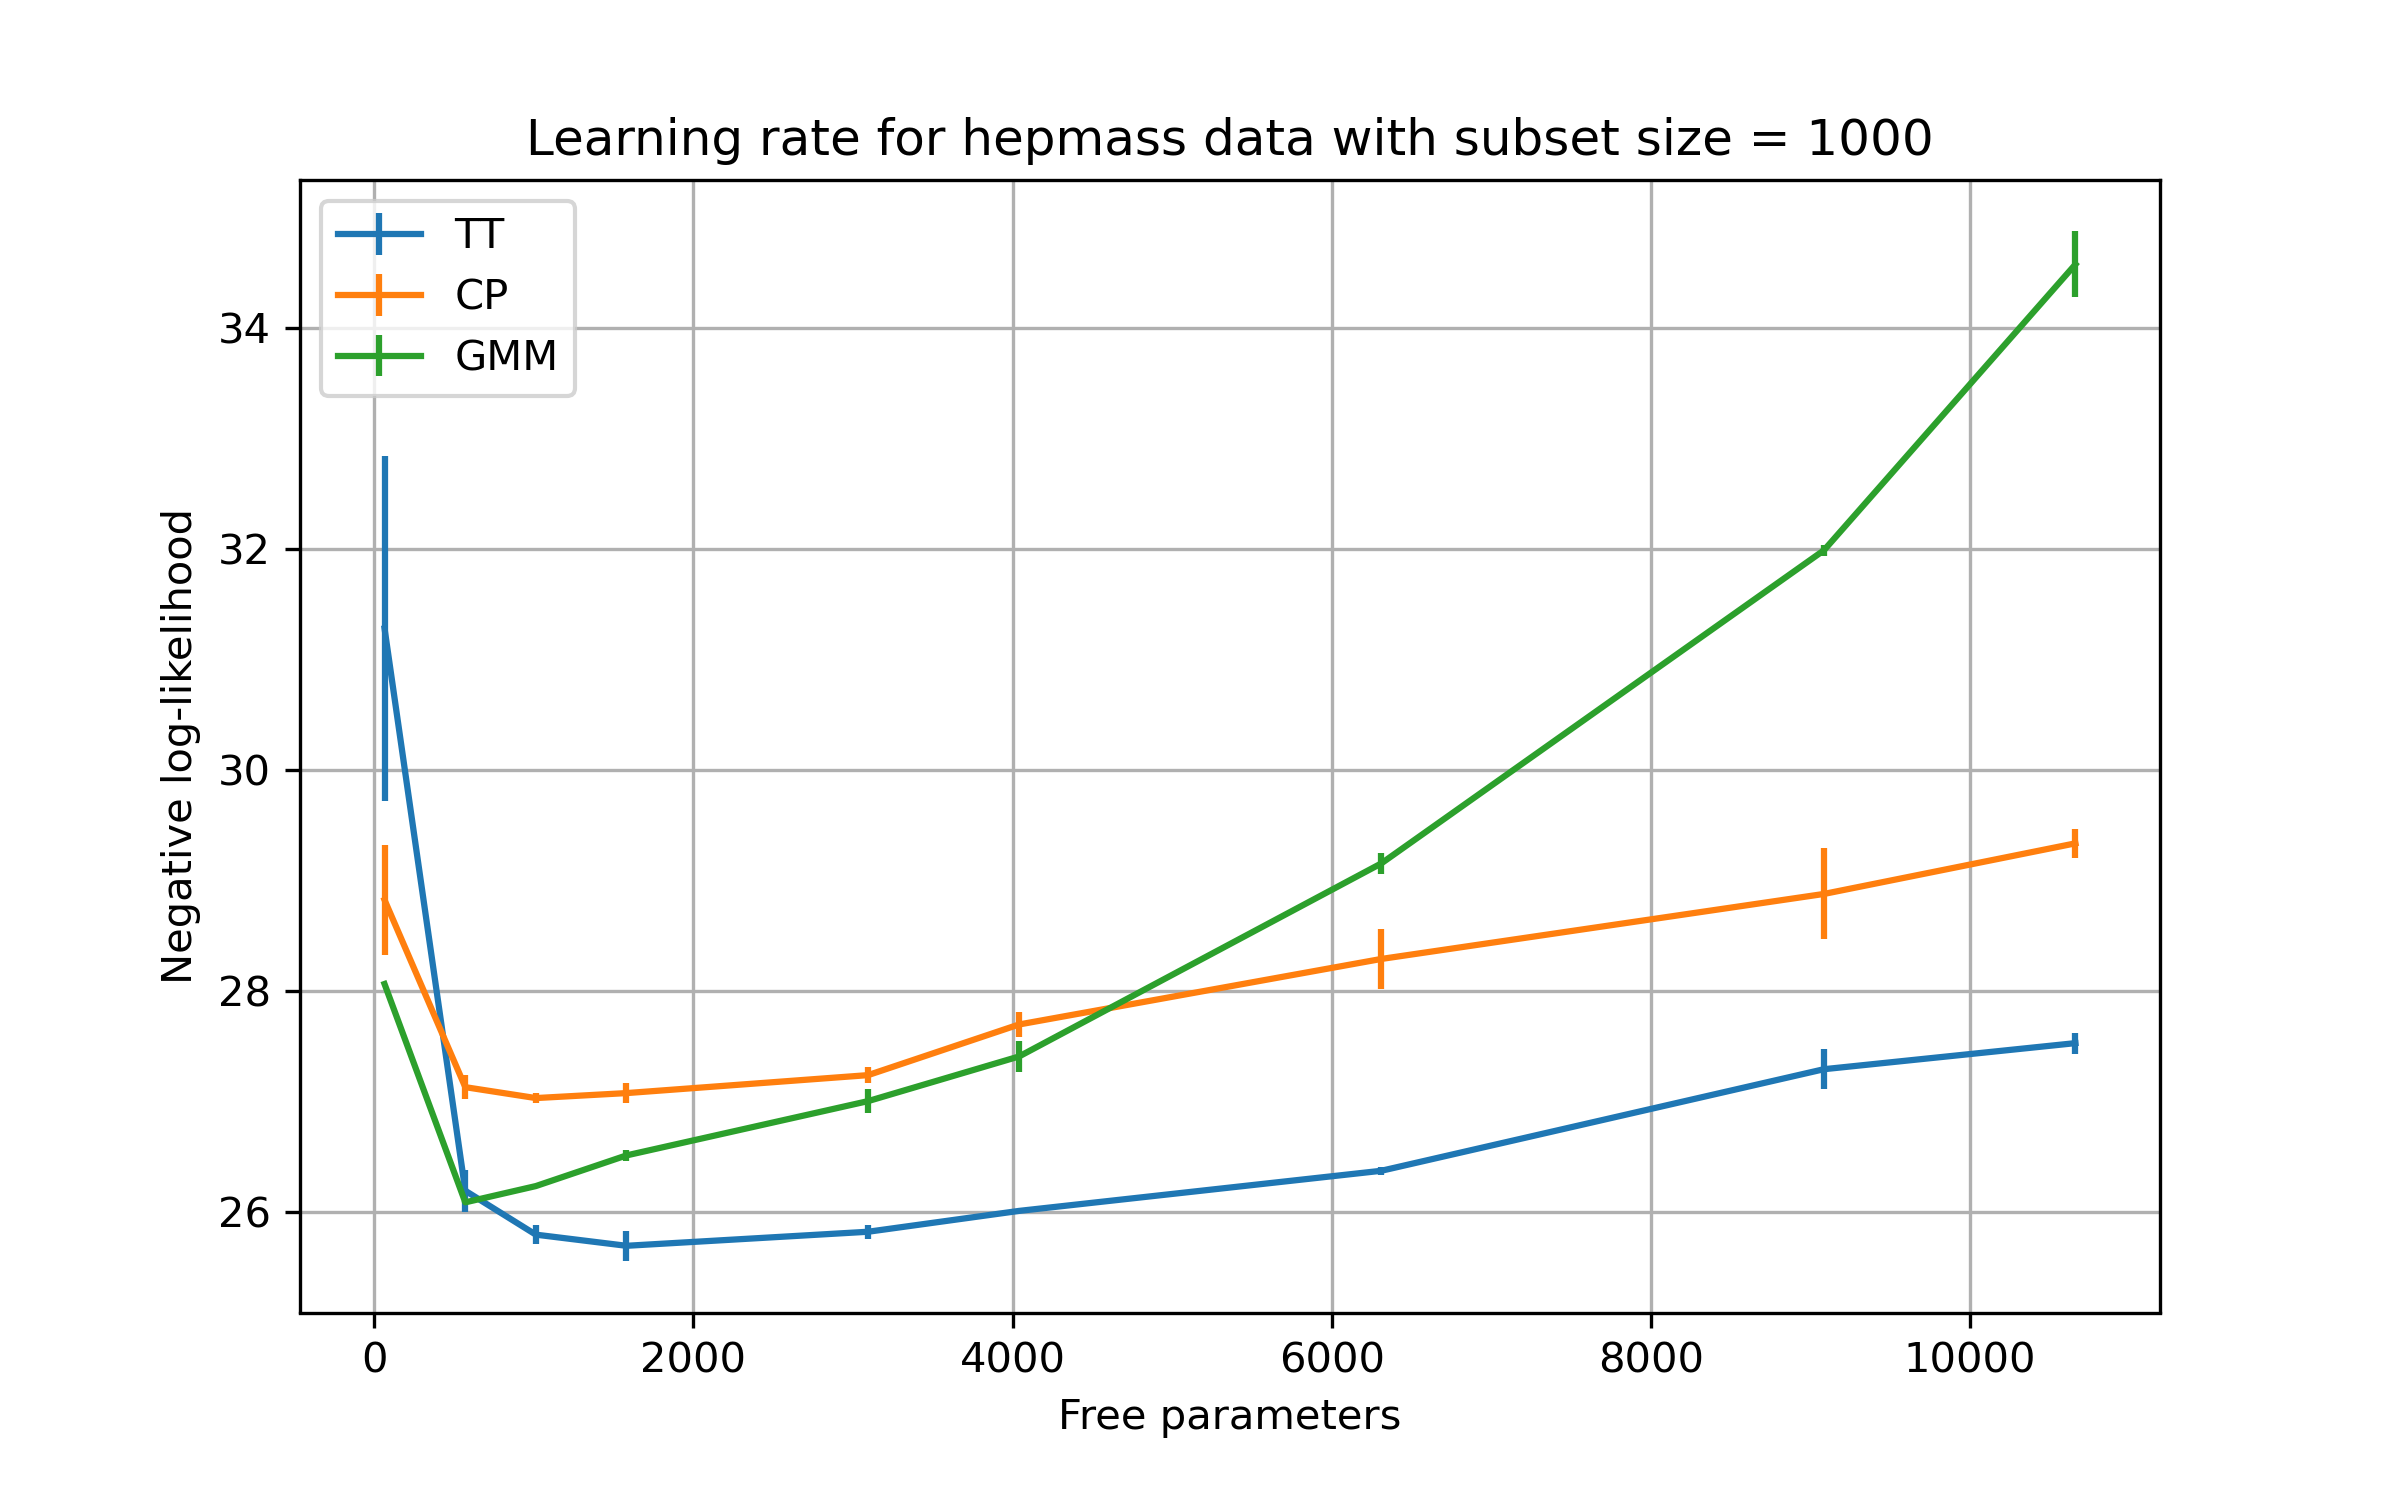 Learning rate for hepmass data with subset size = 1000
TT
CP
GMM
34
32
30
28
26
Negative log-likelihood
0 2000 4000 6000 8000 10000
Free parameters